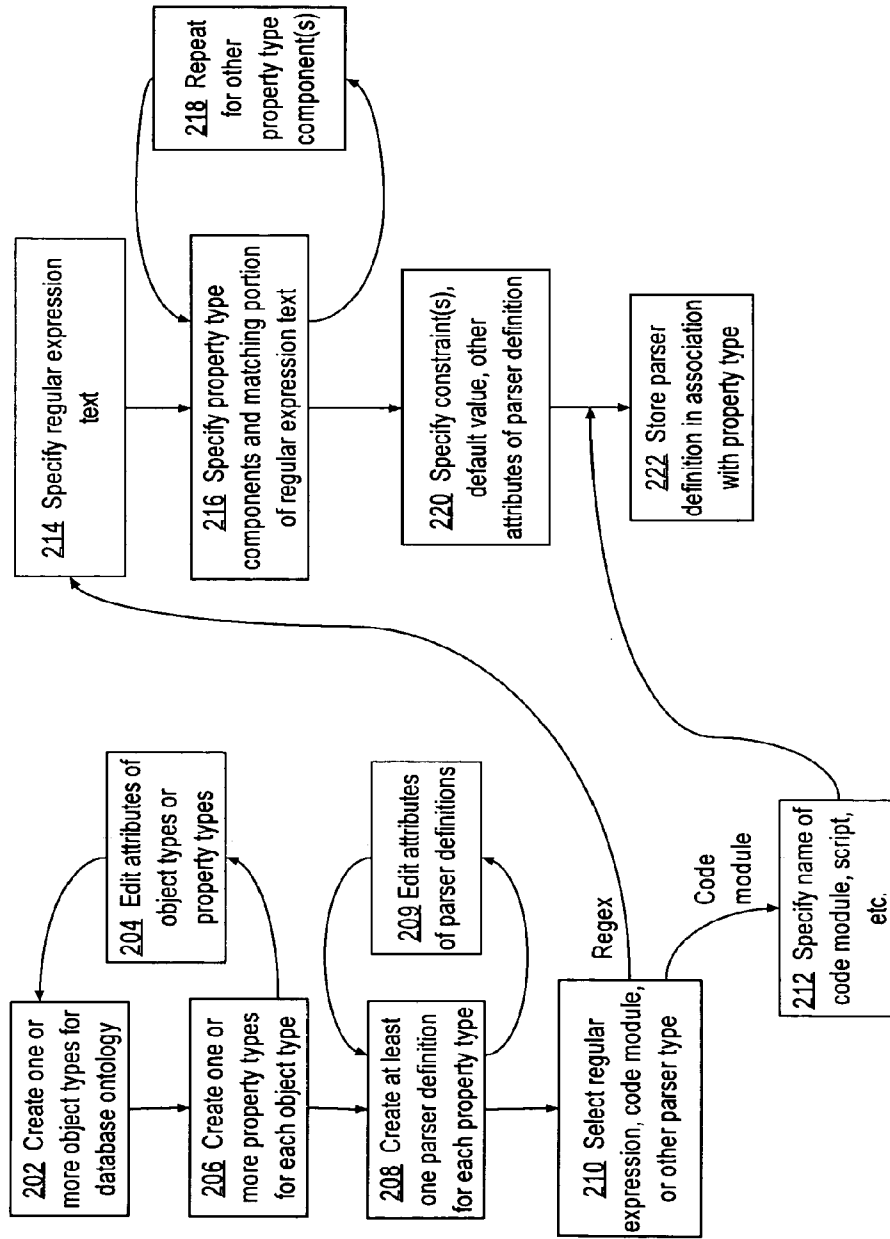 202 Create one or
more object types for
database ontology
204 Edit attributes of
object types or
property types
206 Create one or
more property types
for each object type
208 Create at least
one parser definition
for each property type
209 Edit attributes
of parser definitions
210 Select regular
expression, code module,
or other parser type
Regex
Code
module
212 Specify name of
code module, script,
etc.
214 Specify regular expression
text
216 Specify property type
components and matching portion
of regular expression text
218 Repeat
for other
property type
component(s)
220 Specify constraint(s),
default value, other
attributes of parser definition
222 Store parser
definition in association
with property type